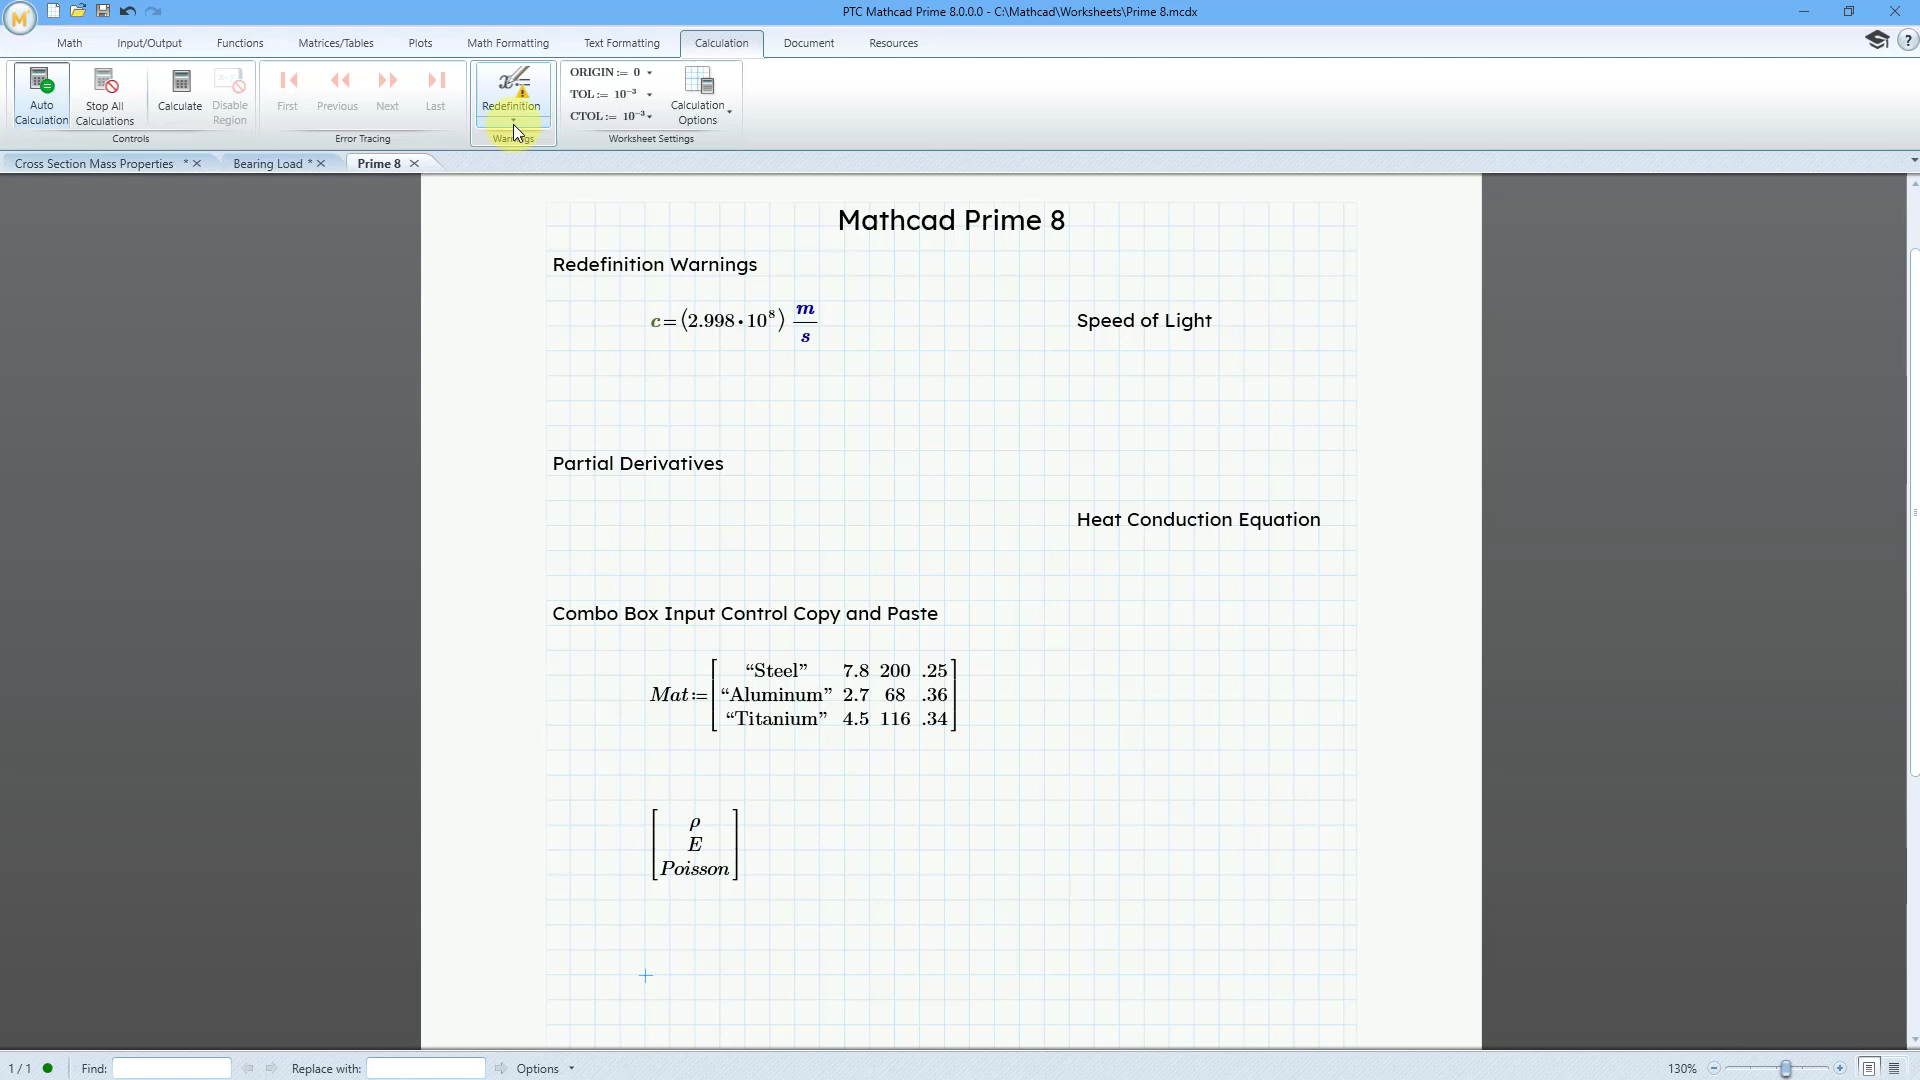 PTC Mathcad Prime 8.0.0.0 - C:\Mathcad\Worksheets\Prime 8.mcdx
Math Input/Output Functions Matrices/Tables Plots Math Formatting Text Formatting Calculation Document Resources
Auto Calculation
Stop All Calculations
Calculate
Disable Region
Controls
First Previous Next Last
Error Tracing
Redefinition
Warnings
ORIGIN:= 0
TOL:= 10⁻³
CTOL:= 10⁻³
Calculation Options
Worksheet Settings
Cross Section Mass Properties *
Bearing Load *
Prime 8
Mathcad Prime 8
Redefinition Warnings
c=(2.998•10⁸) m/s
Speed of Light
Partial Derivatives
Heat Conduction Equation
Combo Box Input Control Copy and Paste
“Steel” 7.8 200 .25
Mat:= “Aluminum” 2.7 68 .36
“Titanium” 4.5 116 .34
ρ
E
Poisson
1 / 1 Find: Replace with: Options 130%